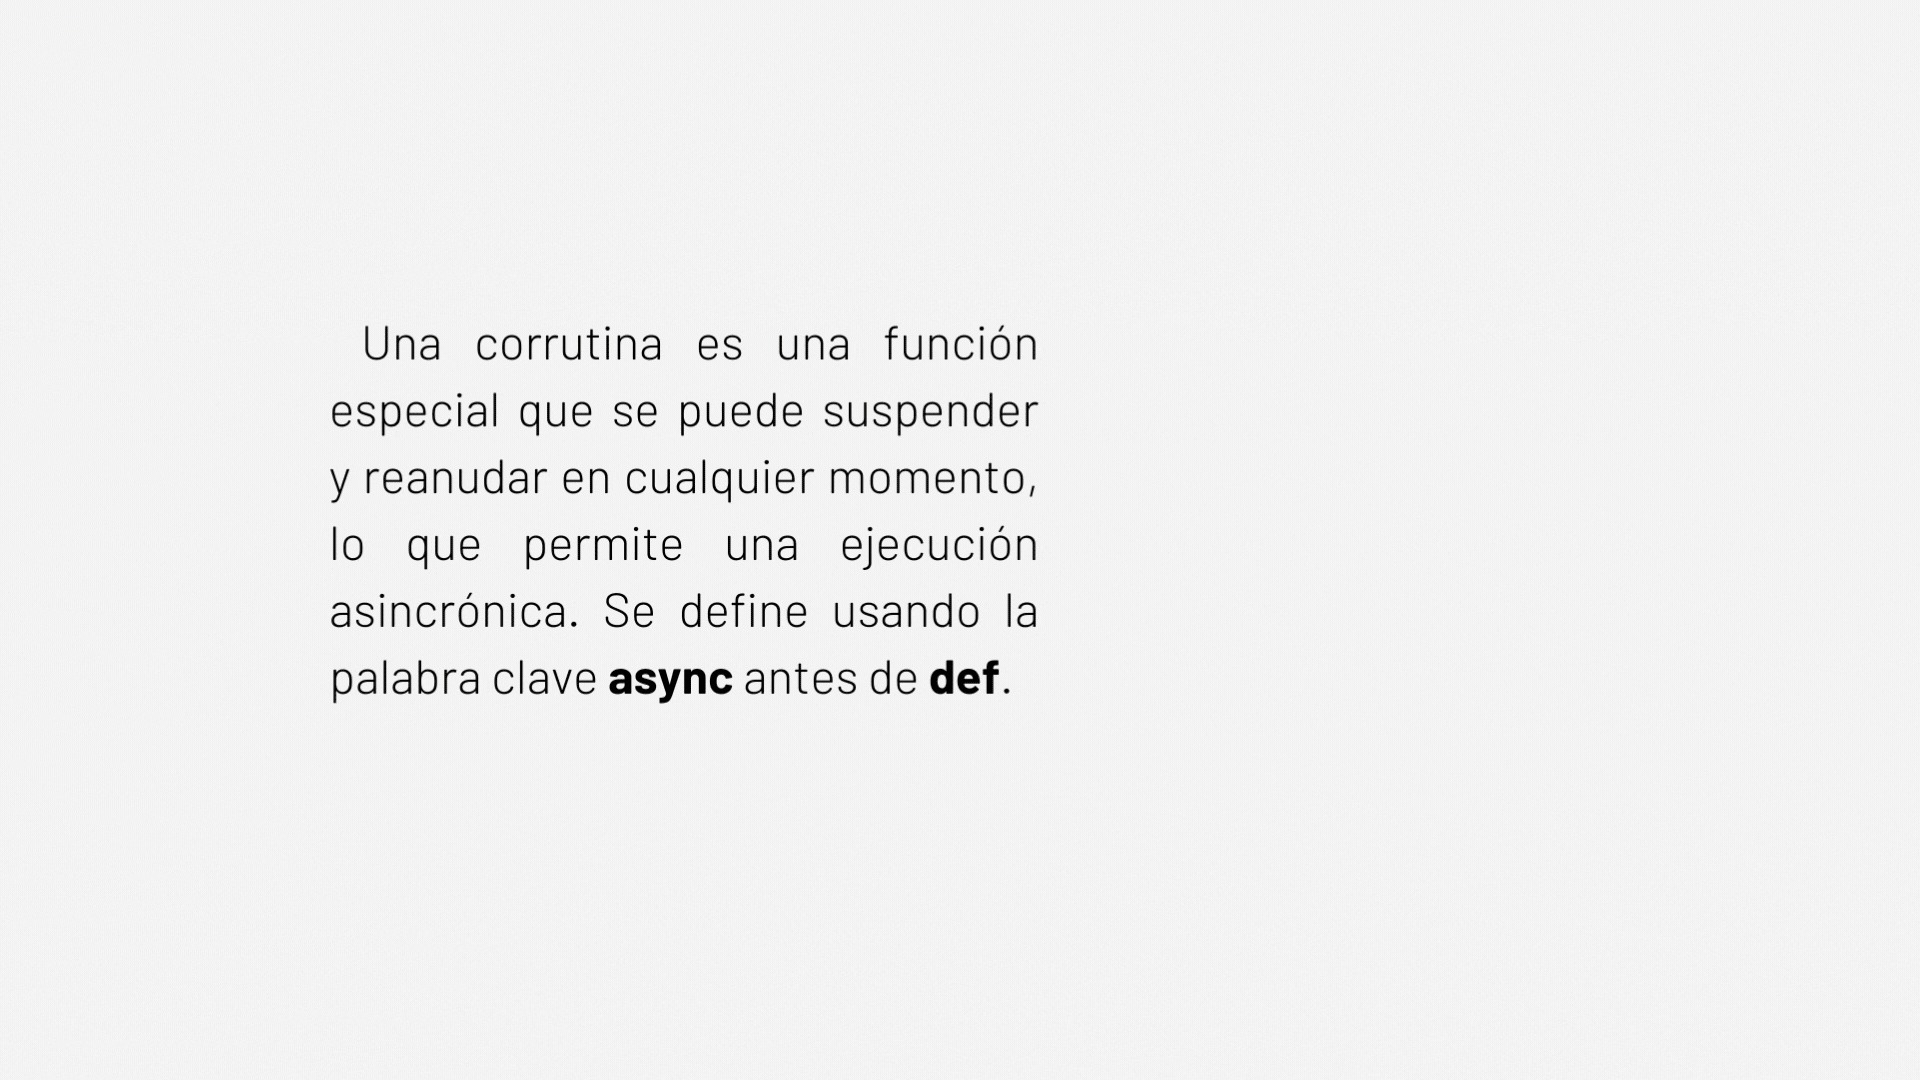 Una corrutina es una función
especial que se puede suspender
y reanudar en cualquier momento,
lo que permite una ejecución
asincrónica. Se define usando la
palabra clave async antes de def.